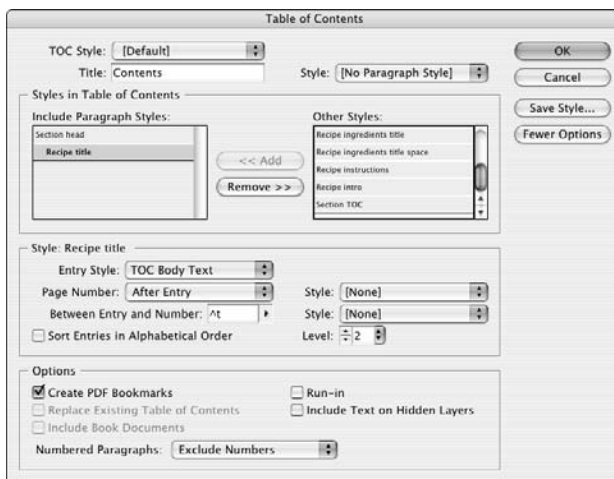 Table of Contents
TOC Style: [Default]
OK
Title: Contents Style: [No Paragraph Style]
Cancel
Styles in Table of Contents
Save Style...
Include Paragraph Styles: Other Styles:
Fewer Options
Section head
Recipe title
<< Add
Remove >>
Recipe ingredients title
Recipe ingredients title space
Recipe instructions
Recipe intro
Section TOC
Style: Recipe title
Entry Style: TOC Body Text
Page Number: After Entry Style: [None]
Between Entry and Number: ^t Style: [None]
Sort Entries in Alphabetical Order Level: 2
Options
Create PDF Bookmarks Run-in
Replace Existing Table of Contents Include Text on Hidden Layers
Include Book Documents
Numbered Paragraphs: Exclude Numbers